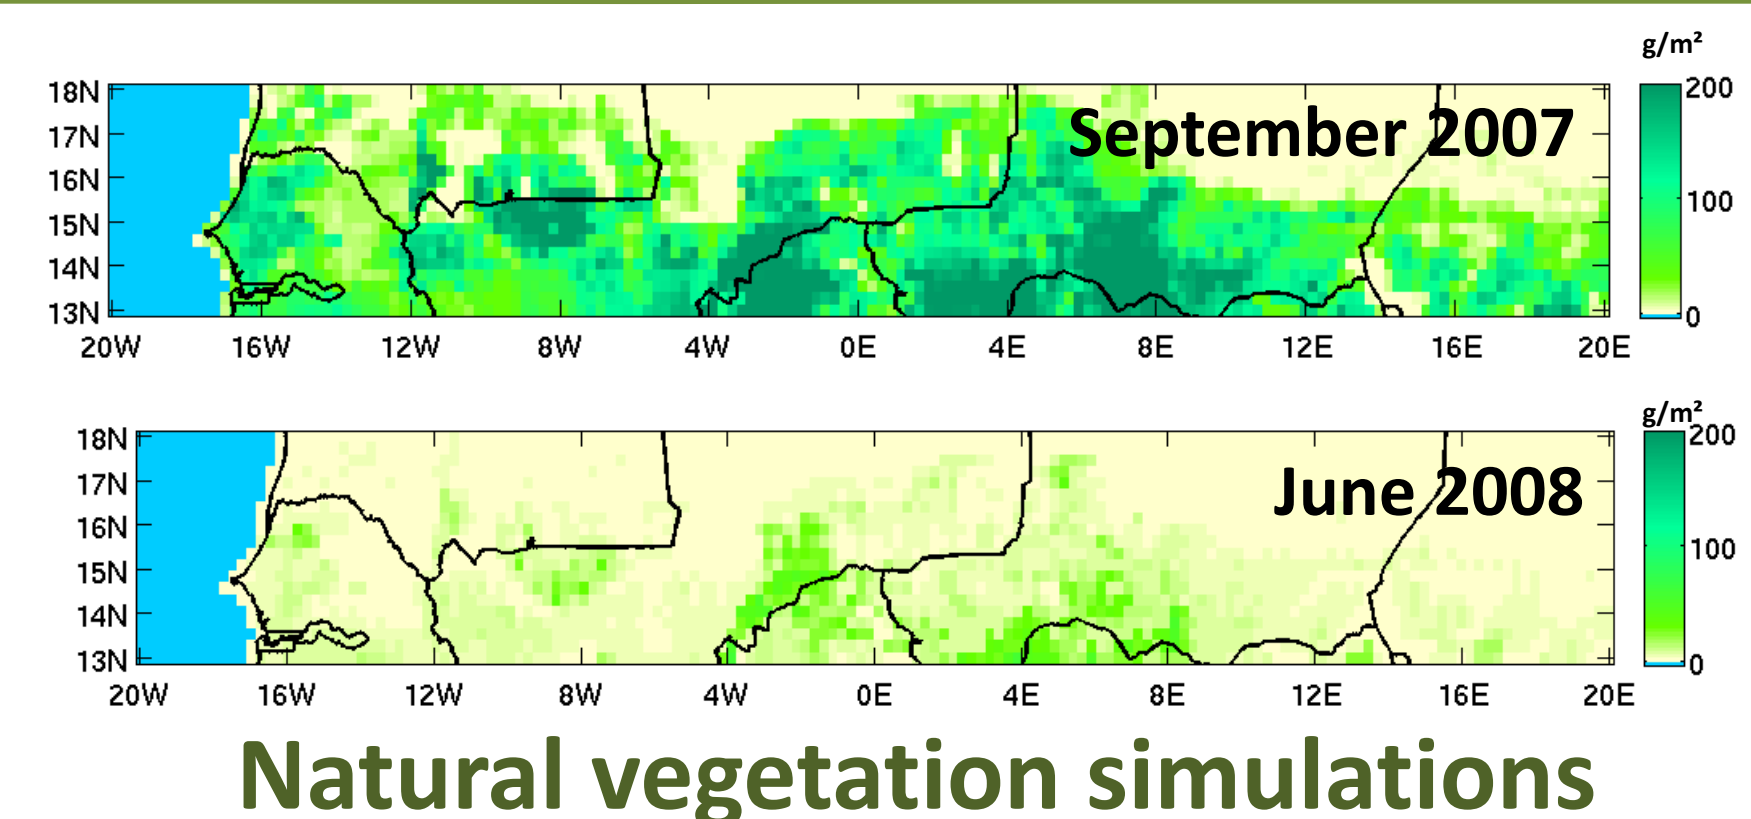 g/m²
18N
17N
16N
15N
14N
13N
September 2007
200
100
0
20W 16W 12W 8W 4W 0E 4E 8E 12E 16E 20E
g/m²
18N
17N
16N
15N
14N
13N
June 2008
200
100
0
20W 16W 12W 8W 4W 0E 4E 8E 12E 16E 20E
Natural vegetation simulations